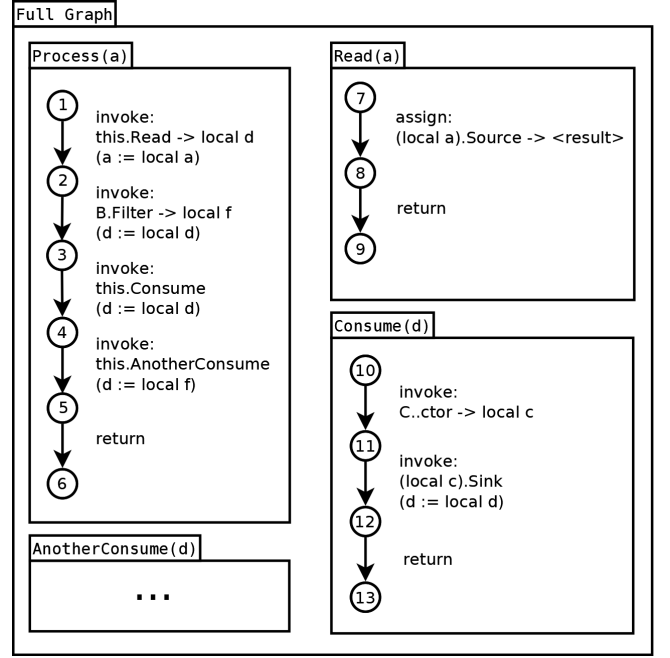 Full Graph
Process(a)
1
invoke:
this.Read -> local d
(a := local a)
2
invoke:
B.Filter -> local f
(d := local d)
3
invoke:
this.Consume
(d := local d)
4
invoke:
this.AnotherConsume
(d := local f)
5
return
6
AnotherConsume(d)
...
Read(a)
7
assign:
(local a).Source -> <result>
8
return
9
Consume(d)
10
invoke:
C..ctor -> local c
11
invoke:
(local c).Sink
(d := local d)
12
return
13